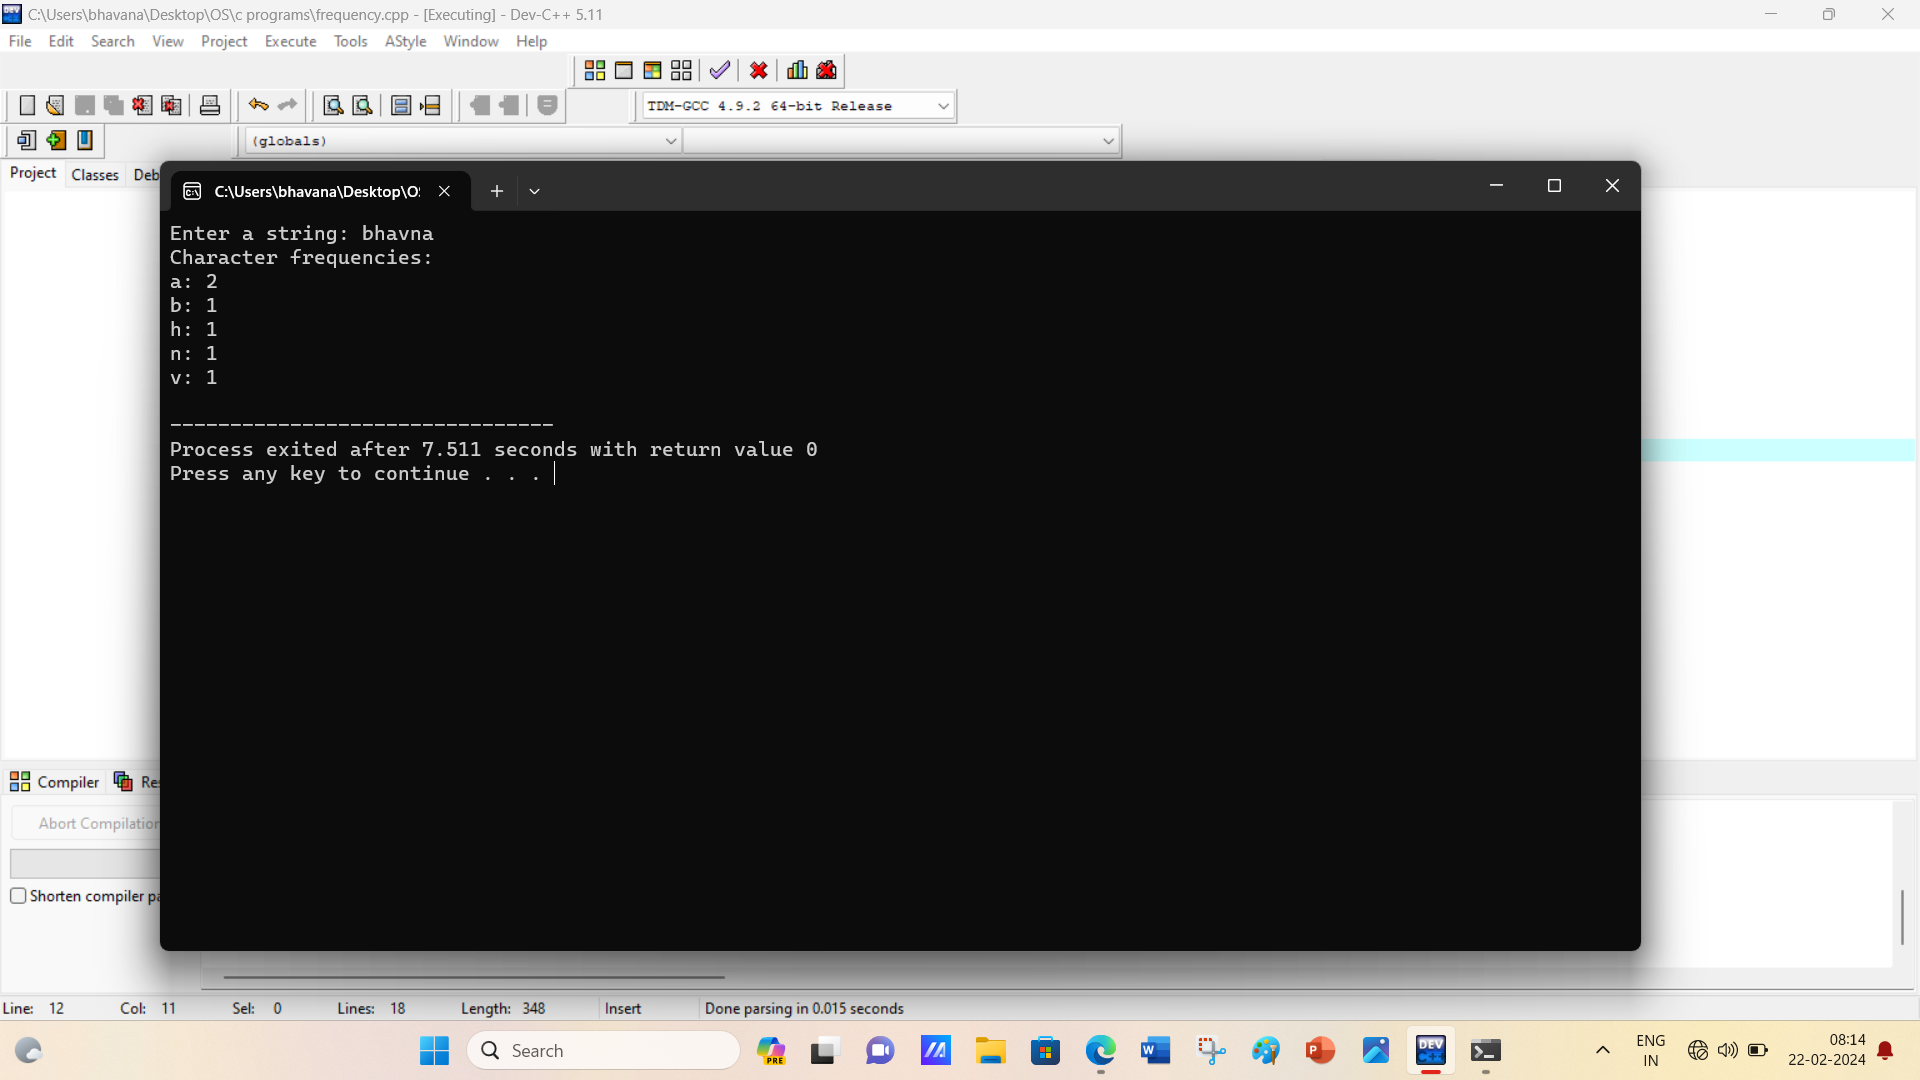 C:\Users\bhavana\Desktop\OS\c programs\frequency.cpp - [Executing] - Dev-C++ 5.11
File Edit Search View Project Execute Tools AStyle Window Help
TDM-GCC 4.9.2 64-bit Release
(globals)
Project Classes Deb
C:\Users\bhavana\Desktop\O
Enter a string: bhavna
Character frequencies:
a: 2
b: 1
h: 1
n: 1
v: 1
--------------------------------
Process exited after 7.511 seconds with return value 0
Press any key to continue . . .
Compiler Res
Abort Compilation
Shorten compiler pa
Line: 12 Col: 11 Sel: 0 Lines: 18 Length: 348 Insert Done parsing in 0.015 seconds
Search
PRE
DEV
C++
ENG
IN
08:14
22-02-2024